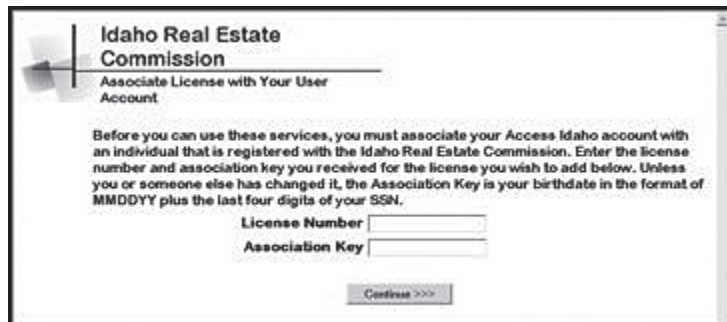 Idaho Real Estate
Commission
Associate License with Your User
Account
Before you can use these services, you must associate your Access Idaho account with
an individual that is registered with the Idaho Real Estate Commission. Enter the license
number and association key you received for the license you wish to add below. Unless
you or someone else has changed it, the Association Key is your birthdate in the format of
MMDDYY plus the last four digits of your SSN.
License Number
Association Key
Continue >>>